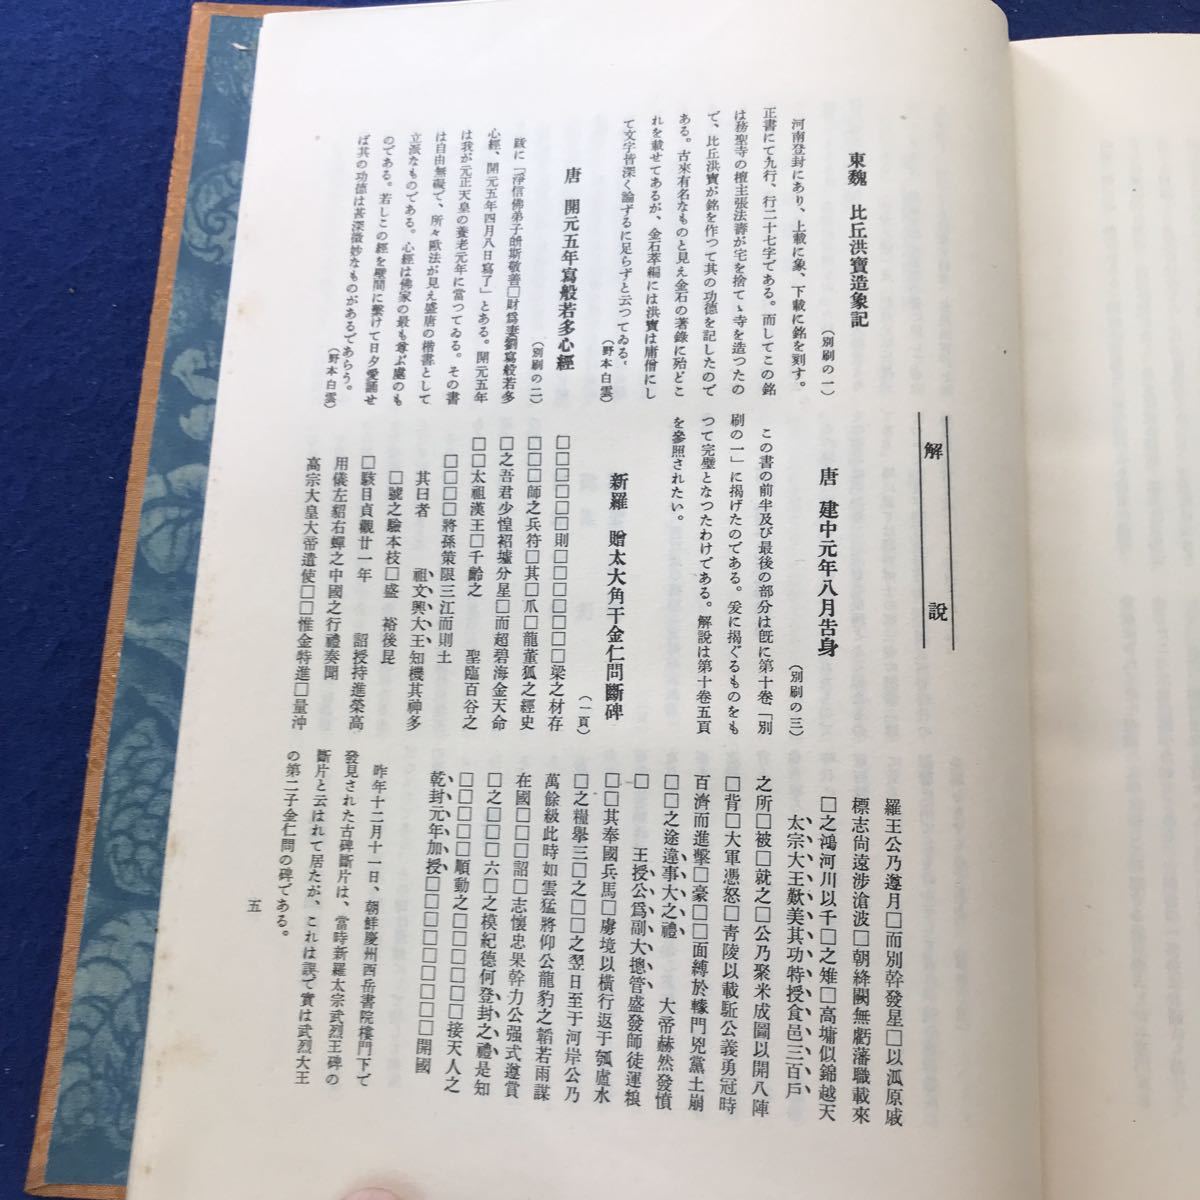 解說
東魏　比丘洪寶造象記
（別刷の一）
河南登封にあり、上載に象、下載に銘を刻す。
正書にて九行、行二十七字である。而してこの銘
は務聖寺の檀主張法壽が宅を捨てゝ寺を造つたの
で、比丘洪寶が銘を作つて其の功德を記したので
ある。古來有名なものと見え金石の著錄に殆どこ
れを載せてあるが、金石萃編には洪寶は庸僧にし
て文字皆深く論ずるに足らずと云つてゐる。
（野本白雲）
唐　開元五年寫般若多心經
（別刷の二）
跋に「淨信佛弟子䏿斯敬善□財爲妻劉寫般若多
心經、開元五年四月八日寫了」とある。開元五年
は我が元正天皇の養老元年に當つてゐる。その書
は自由無礙で、所々歐法が見え盛唐の楷書として
立派なものである。心經は佛家の最も尊ぶ處のも
のである。若しこの經を壁間に繫けて日夕愛誦せ
ば其の功德は甚深微妙なものがあるであらう。
（野本白雲）
唐　建中元年八月告身
（別刷の三）
この書の前半及び最後の部分は既に第十卷「別
刷の一」に揭げたのである。爰に揭ぐるものをも
つて完璧となつたわけである。解說は第十卷五頁
を參照されたい。
新羅　贈太大角干金仁問斷碑
（一頁）
□□□□□□則□□□□□□梁之材存
□□□師之兵符□其□爪□龍董狐之經史
□之吾君少惶祒墟分星□而超碧海金天命
□□太祖漢王□千齡之　　聖臨百谷之
□□□□將孫策限三江而則土
其日者　　祖文興大王知機其神多
□號之驗本枝□盛　裕後昆
□駭目貞觀廿一年　　詔授持進榮高
用儀左貂右蟬之中國之行禮奏聞
高宗大皇大帝遣使□□惟金特進□量沖
羅王公乃遵月□而別幹發星□以泒原戚
標志尙遠涉滄波□朝絳闕無虧藩職載來
□之鴻河川以千□之雉□高墉似錦越天
太宗大王歎美其功特授食邑三百戶
之所□被□就之□公乃聚米成圖以開八陣
□背□大軍憑怒□靑陵以載駈公義勇冠時
百濟而進擊□豪□□面縛於轅門兇黨土崩
□□之途違事大之禮　　大帝赫然發憤
□　　王授公爲副大摠管盛發師徒運粮
□□其奉國兵馬□虜境以橫行返于瓠盧水
□之糧擧三□之□□之翌日至于河岸公乃
萬餘級此時如雲猛將仰公龍豹之韜若雨謀
在國□□□詔□志懷忠果幹力公强式遵賞
□之□□□六□之模紀德何登封之禮是知
□□□□□順動之□□□□□接天人之
乾封元年加授□□□□□□□□□開國
昨年十二月十一日、朝鮮慶州西岳書院樓門下て
發見された古碑斷片は、當時新羅太宗武烈王碑の
斷片と云はれて居たが、これは誤で實は武烈大王
の第二子金仁問の碑である。
五